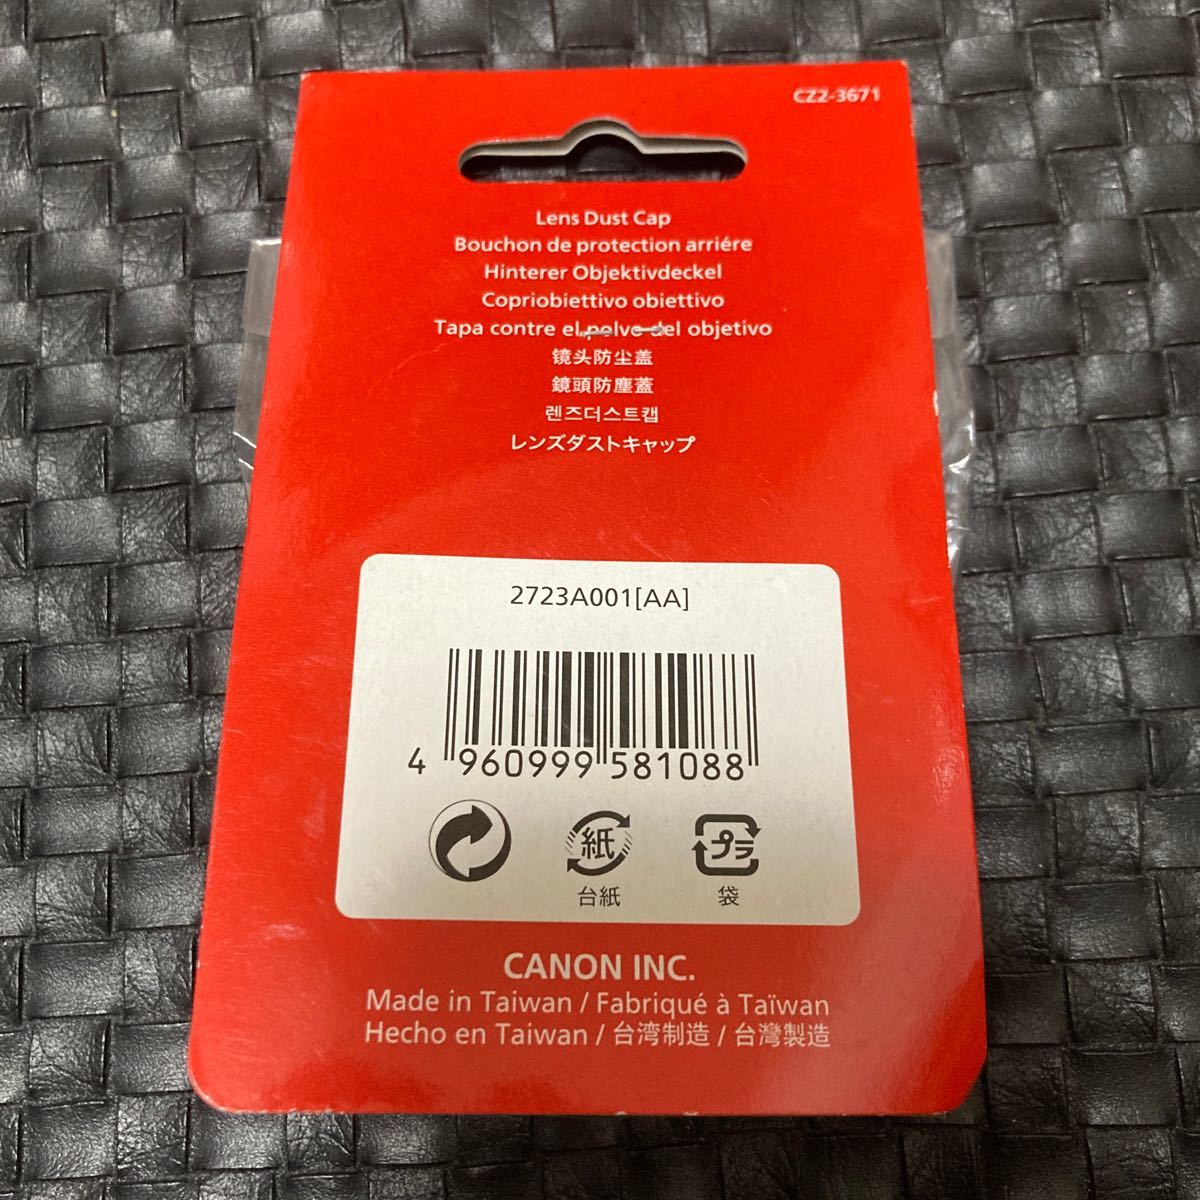 CZ2-3671
Lens Dust Cap
Bouchon de protection arriére
Hinterer Objektivdeckel
Copriobiettivo obiettivo
Tapa contre el polvo del objetivo
镜头防尘盖
鏡頭防塵蓋
렌즈더스트캡
レンズダストキャップ
2723A001[AA]
4 960999 581088
紙 プラ
台紙 袋
CANON INC.
Made in Taiwan / Fabriqué à Taïwan
Hecho en Taiwan / 台湾制造 / 台灣製造